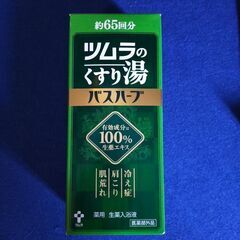 約65回分
ツムラの
くすり湯
バスハーブ
有効成分は
100%
生薬エキス
冷え症
肩こり
肌荒れ
薬用 生薬入浴液
医薬部外品